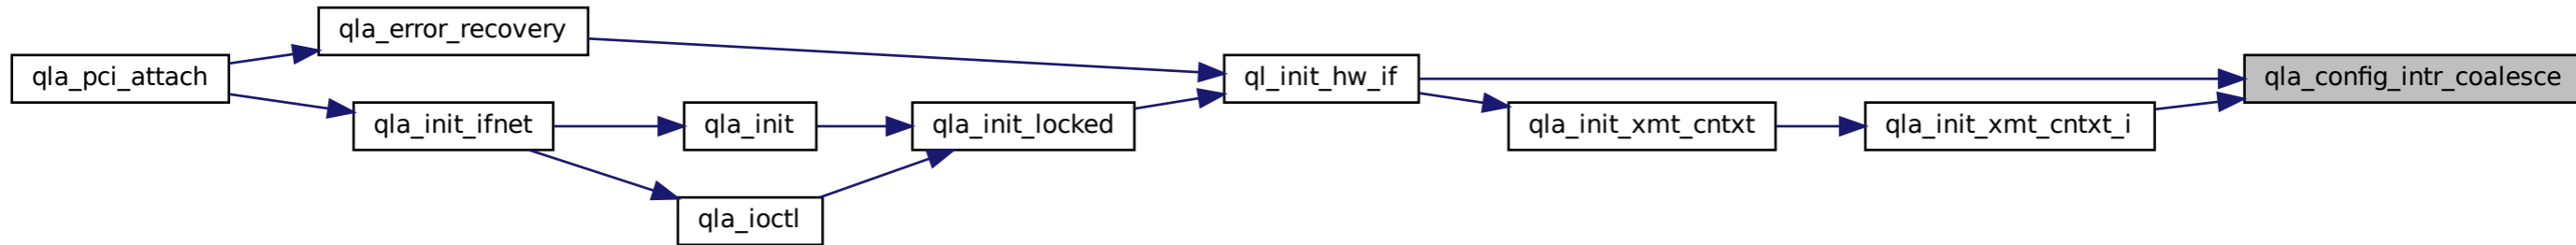 qla_pci_attach
qla_error_recovery
qla_init_ifnet
qla_init
qla_ioctl
qla_init_locked
ql_init_hw_if
qla_init_xmt_cntxt
qla_init_xmt_cntxt_i
qla_config_intr_coalesce